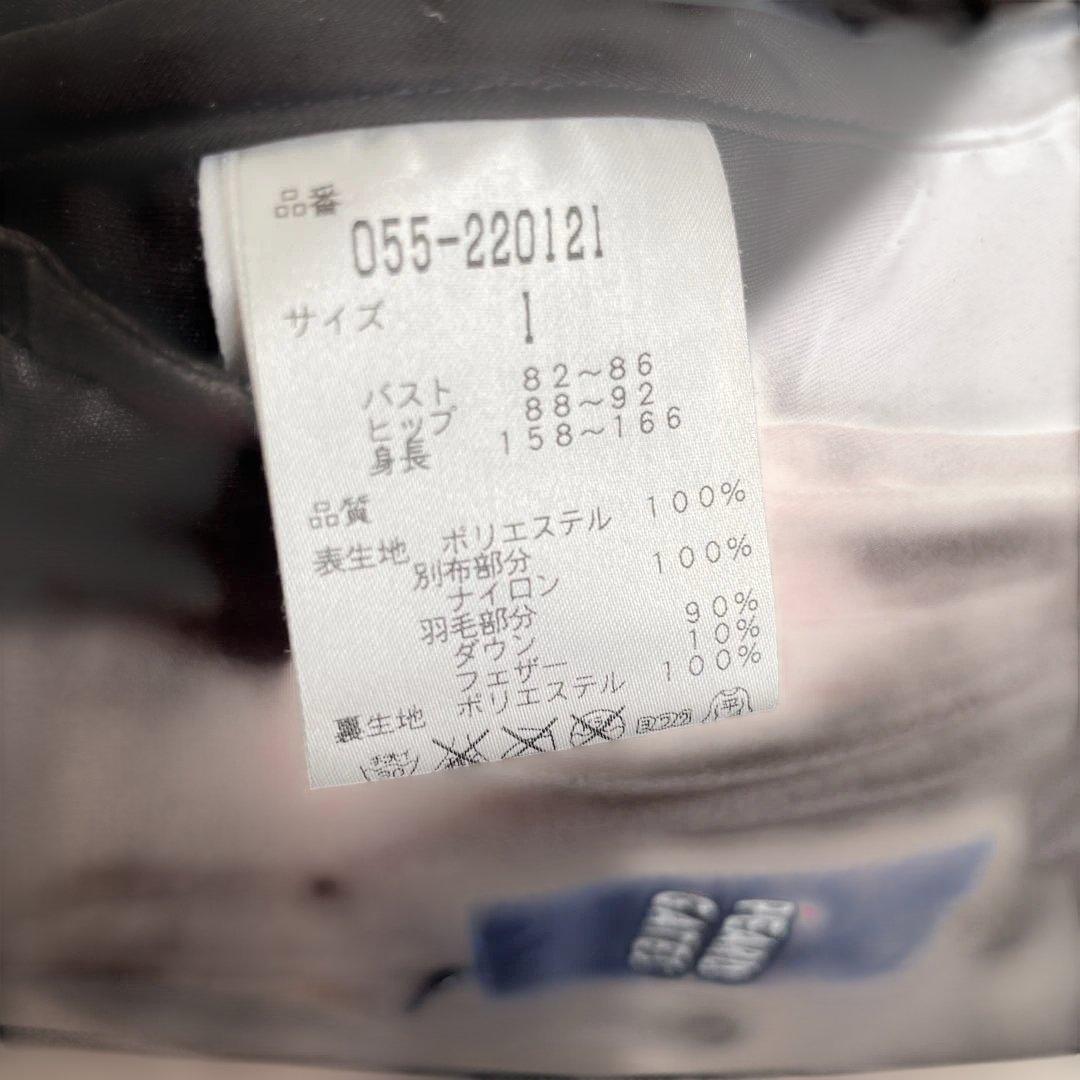 品番
055-220121
サイズ 1
バスト 82～86
ヒップ 88～92
身長 158～166
品質
表生地 ポリエステル 100%
別布部分
ナイロン 100%
羽毛部分
ダウン 90%
フェザー 10%
裏生地 ポリエステル 100%
平